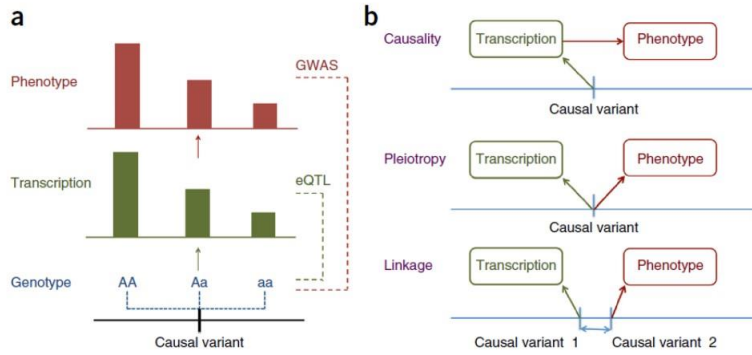 a
Phenotype
GWAS
Transcription
eQTL
Genotype
AA Aa aa
Causal variant
b
Causality
Transcription
Phenotype
Causal variant
Pleiotropy
Transcription
Phenotype
Causal variant
Linkage
Transcription
Phenotype
Causal variant 1
Causal variant 2